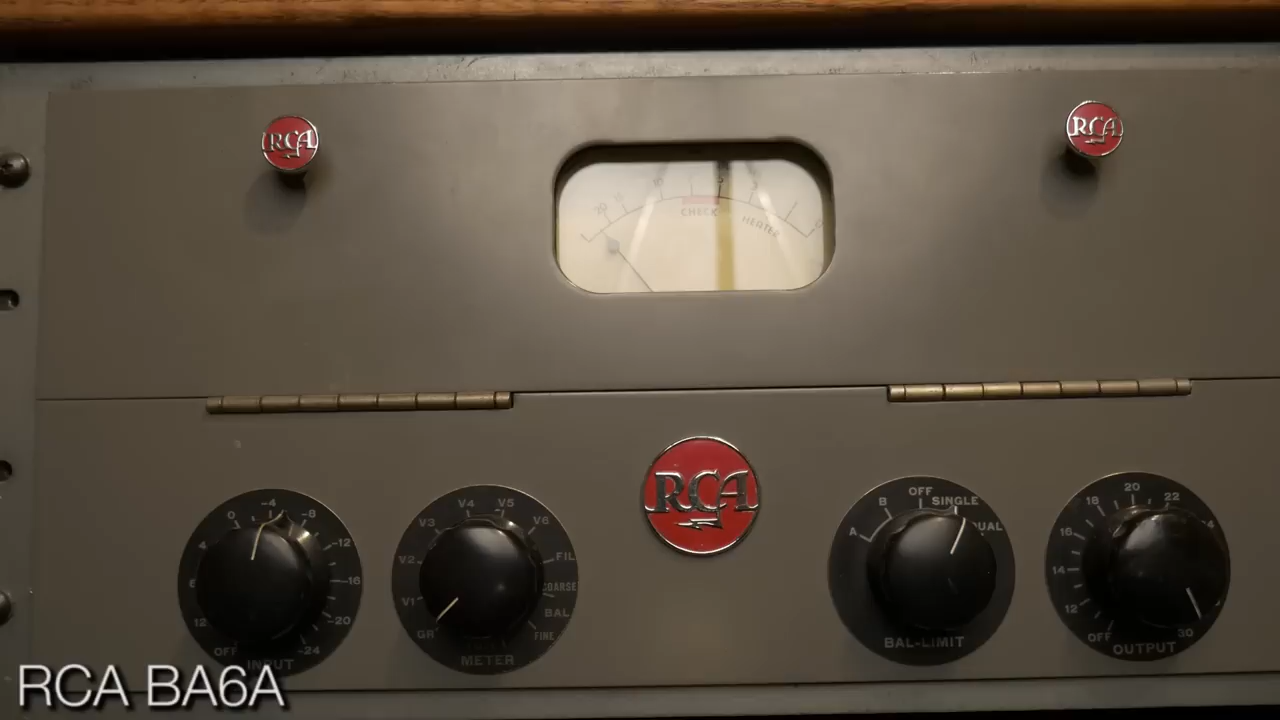 RCA
RCA
20
10
CHECK
HEATER
RCA
0
-4
-8
-12
-16
-20
-24
12
OFF
INPUT
GR
V1
V2
V3
V4
V5
V6
FIL
COARSE
BAL
FINE
METER
A
B
OFF
SINGLE
BAL-LIMIT
OFF
12
14
16
18
20
22
30
OUTPUT
RCA BA6A